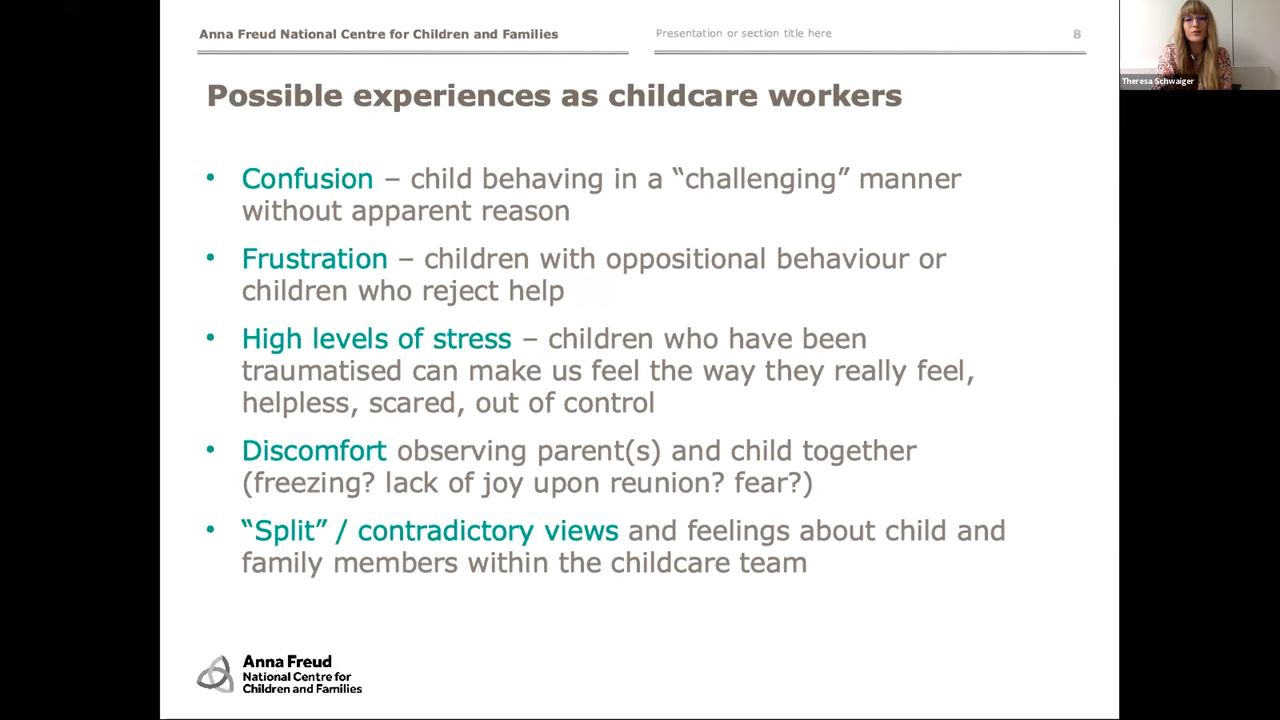 Anna Freud National Centre for Children and Families
Presentation or section title here
8
Theresa Schwaiger
Possible experiences as childcare workers
• Confusion – child behaving in a “challenging” manner
without apparent reason
• Frustration – children with oppositional behaviour or
children who reject help
• High levels of stress – children who have been
traumatised can make us feel the way they really feel,
helpless, scared, out of control
• Discomfort observing parent(s) and child together
(freezing? lack of joy upon reunion? fear?)
• “Split” / contradictory views and feelings about child and
family members within the childcare team
Anna Freud
National Centre for
Children and Families